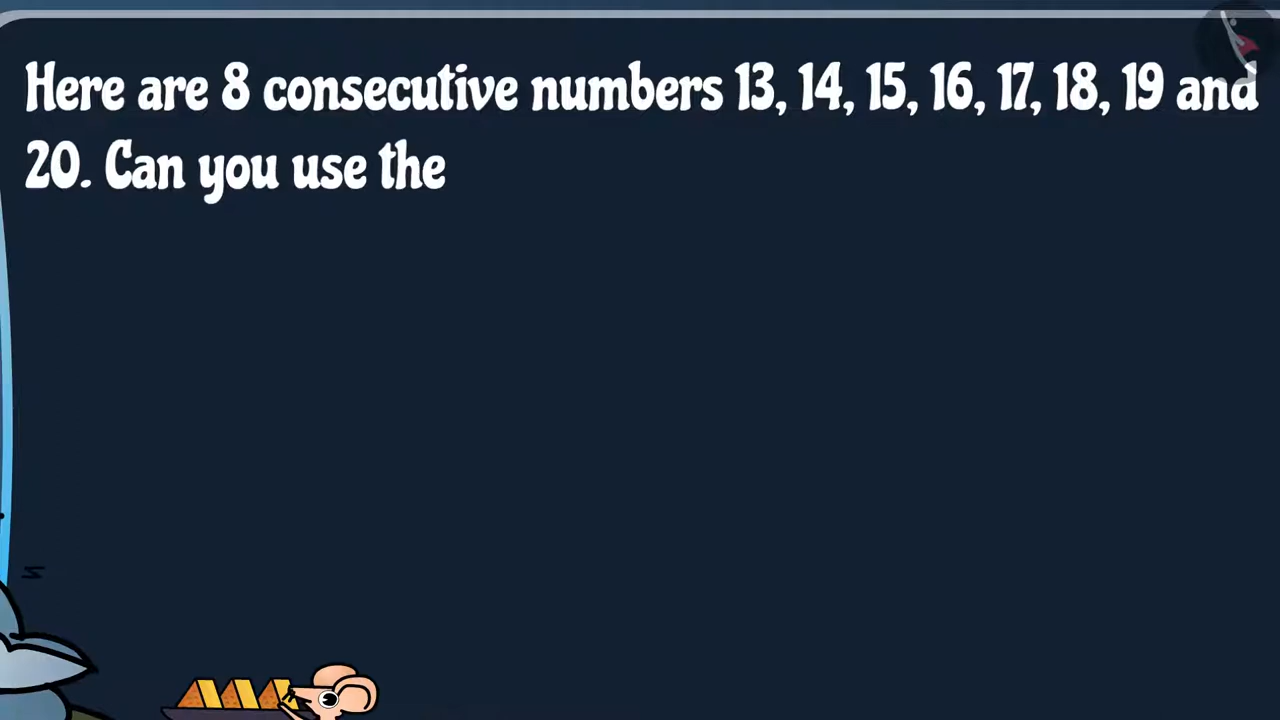 Here are 8 consecutive numbers 13, 14, 15, 16, 17, 18, 19 and
20. Can you use the